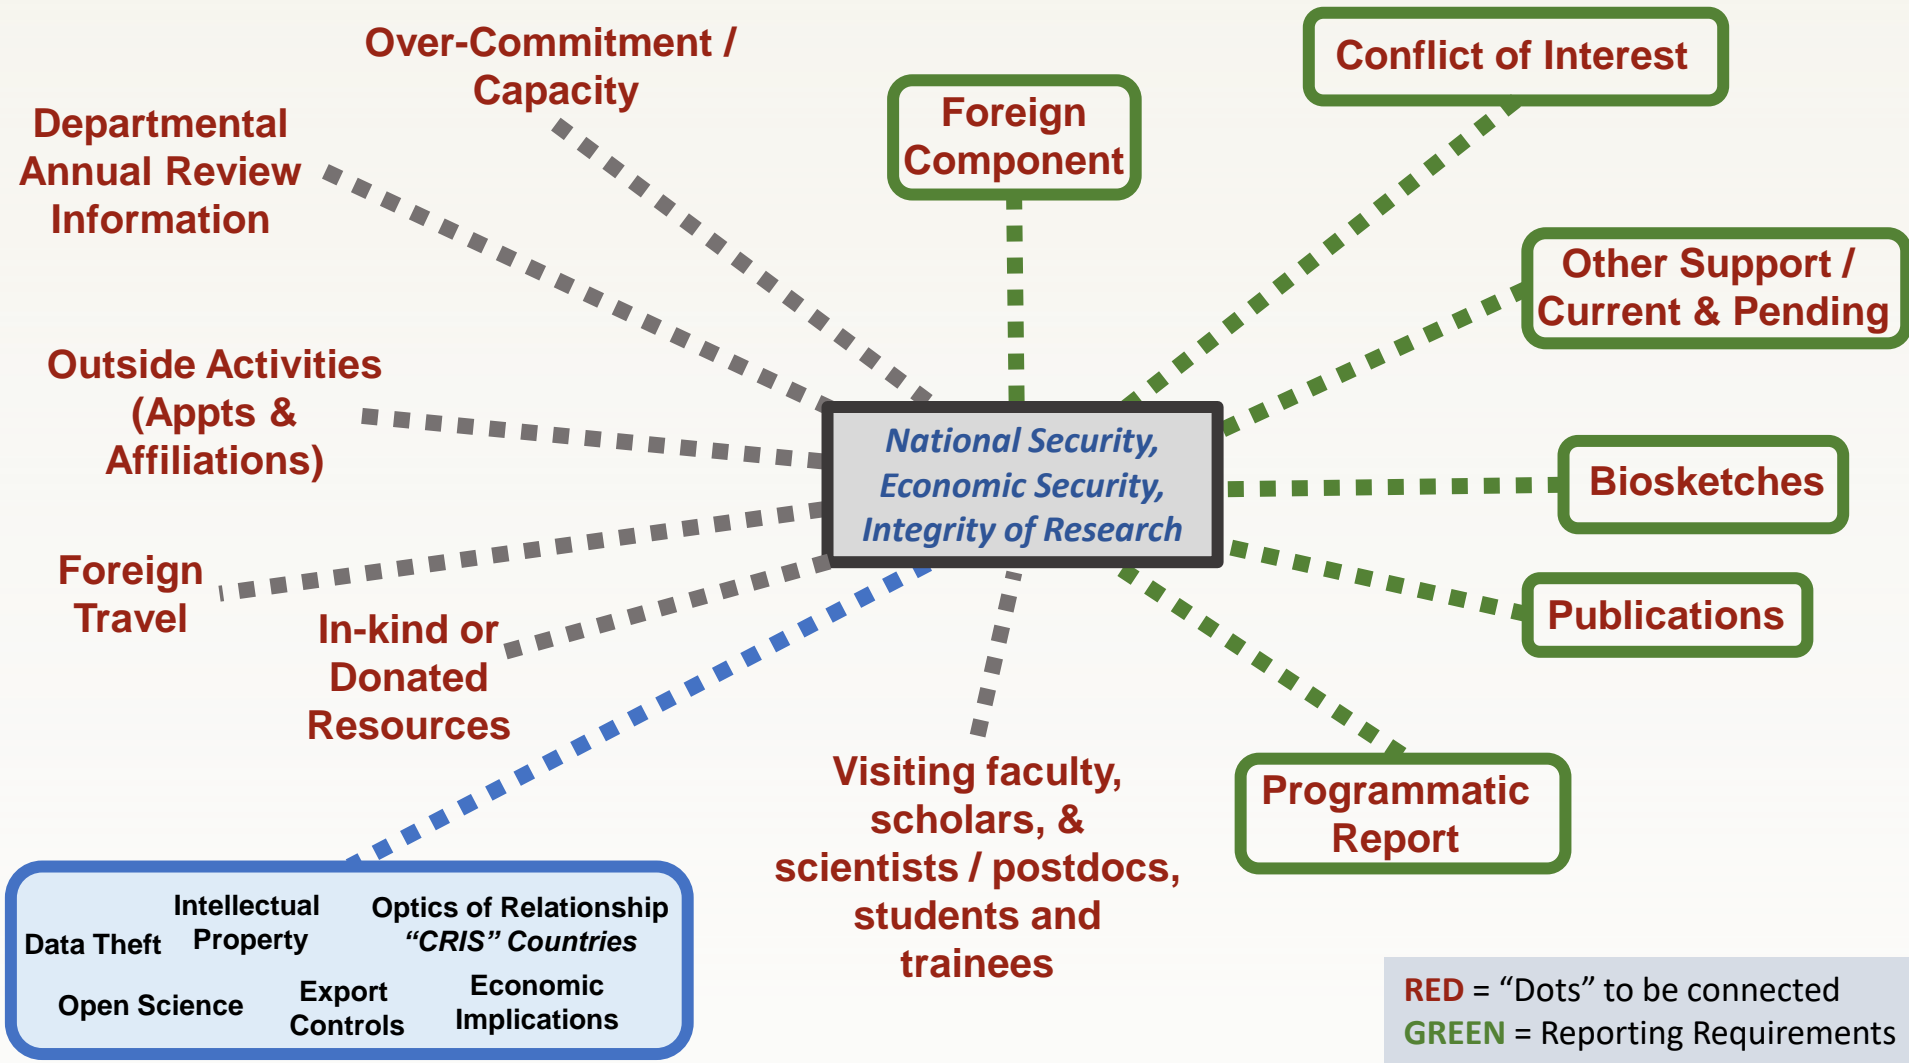 Over-Commitment /
Capacity
Conflict of Interest
Foreign
Component
Departmental
Annual Review
Information
Other Support /
Current & Pending
Outside Activities
(Appts &
Affiliations)
National Security,
Economic Security,
Integrity of Research
Biosketches
Foreign
Travel
Publications
In-kind or
Donated
Resources
Visiting faculty,
scholars, &
scientists / postdocs,
students and
trainees
Programmatic
Report
Data Theft
Intellectual
Property
Optics of Relationship
“CRIS” Countries
Open Science
Export
Controls
Economic
Implications
RED = “Dots” to be connected
GREEN = Reporting Requirements